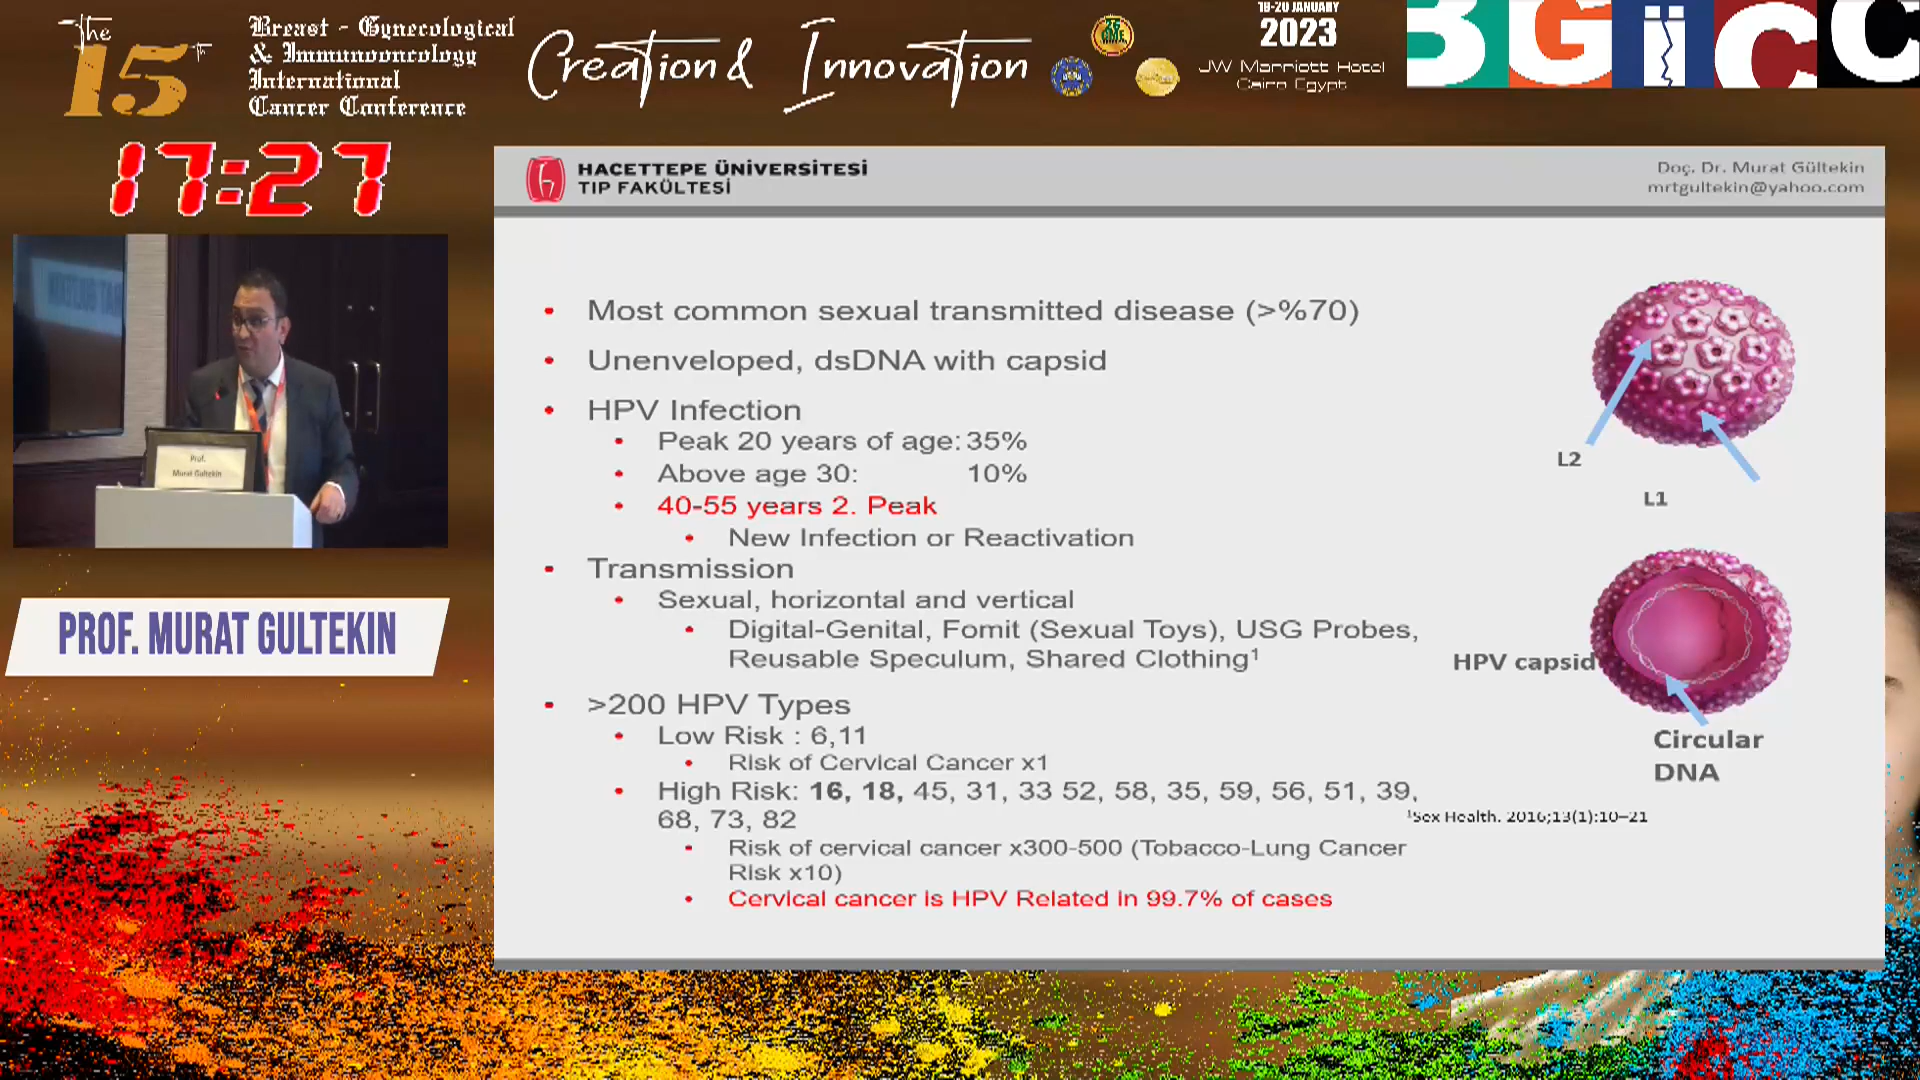 The
15th
Breast - Gynecological
& Immunooncology
International
Cancer Conference
Creation & Innovation
18-20 JANUARY
2023
JW Marriott Hotel
Cairo Egypt
BGiCC
17:27
HACETTEPE ÜNİVERSİTESİ
TIP FAKÜLTESİ
Doç. Dr. Murat Gültekin
mrtgultekin@yahoo.com
Prof.
Murat Gultekin
PROF. MURAT GULTEKIN
• Most common sexual transmitted disease (>%70)
• Unenveloped, dsDNA with capsid
• HPV Infection
• Peak 20 years of age: 35%
• Above age 30: 10%
• 40-55 years 2. Peak
• New Infection or Reactivation
• Transmission
• Sexual, horizontal and vertical
• Digital-Genital, Fomit (Sexual Toys), USG Probes,
Reusable Speculum, Shared Clothing¹
• >200 HPV Types
• Low Risk : 6,11
• Risk of Cervical Cancer x1
• High Risk: 16, 18, 45, 31, 33 52, 58, 35, 59, 56, 51, 39,
68, 73, 82
• Risk of cervical cancer x300-500 (Tobacco-Lung Cancer
Risk x10)
• Cervical cancer is HPV Related in 99.7% of cases
L2
L1
HPV capsid
Circular
DNA
¹Sex Health. 2016;13(1):10–21